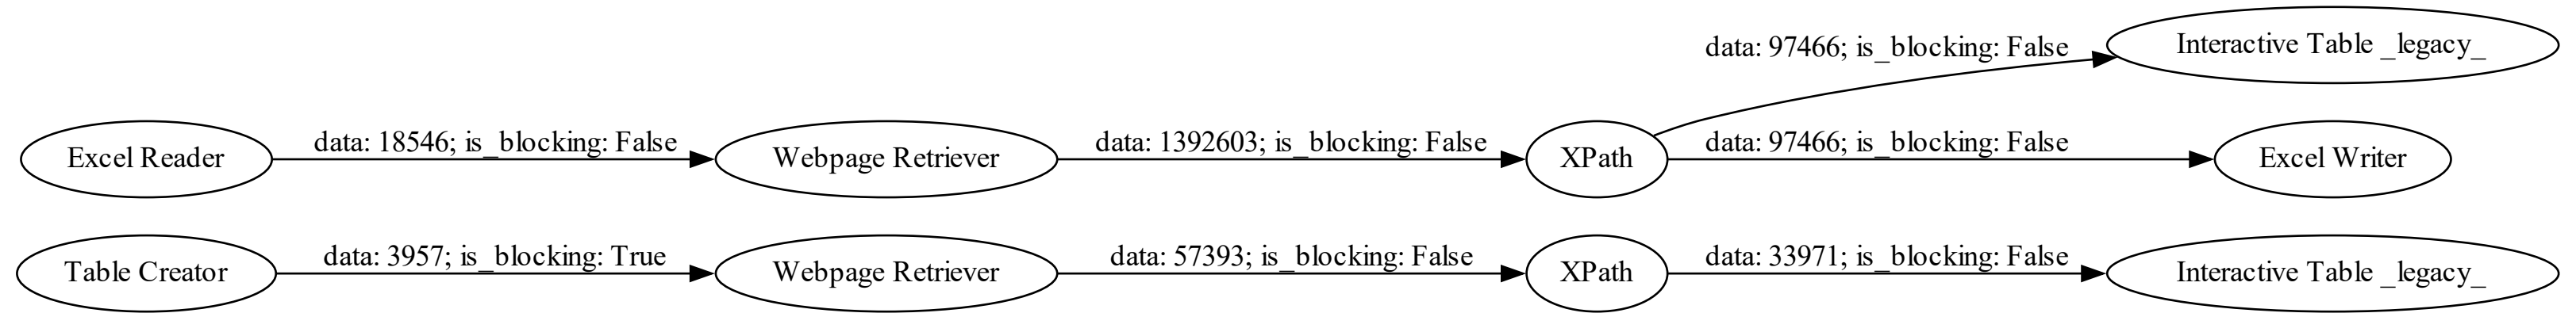 data: 97466; is_blocking: False
Interactive Table _legacy_
Excel Reader
data: 18546; is_blocking: False
Webpage Retriever
data: 1392603; is_blocking: False
XPath
data: 97466; is_blocking: False
Excel Writer
Table Creator
data: 3957; is_blocking: True
Webpage Retriever
data: 57393; is_blocking: False
XPath
data: 33971; is_blocking: False
Interactive Table _legacy_